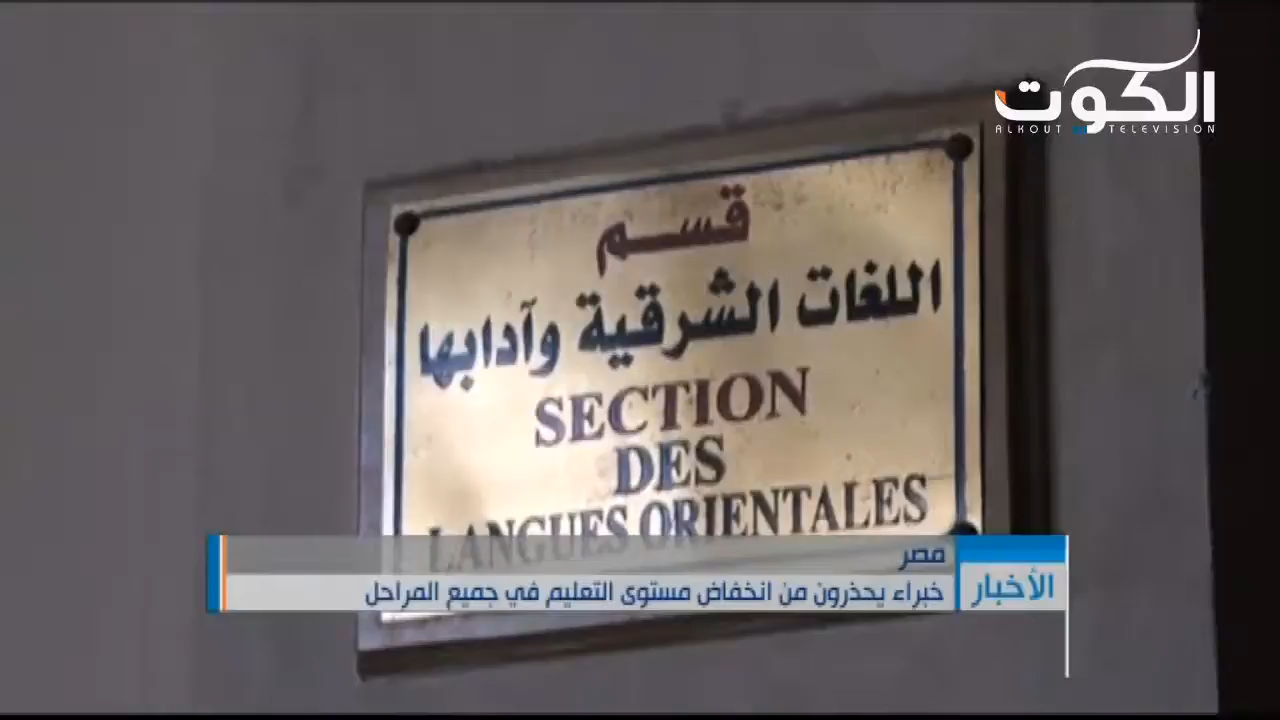 الكوت
ALKOUT TELEVISION
قسم
اللغات الشرقية وآدابها
SECTION
DES
LANGUES ORIENTALES
مصر
الأخبار
خبراء يحذرون من انخفاض مستوى التعليم في جميع المراحل